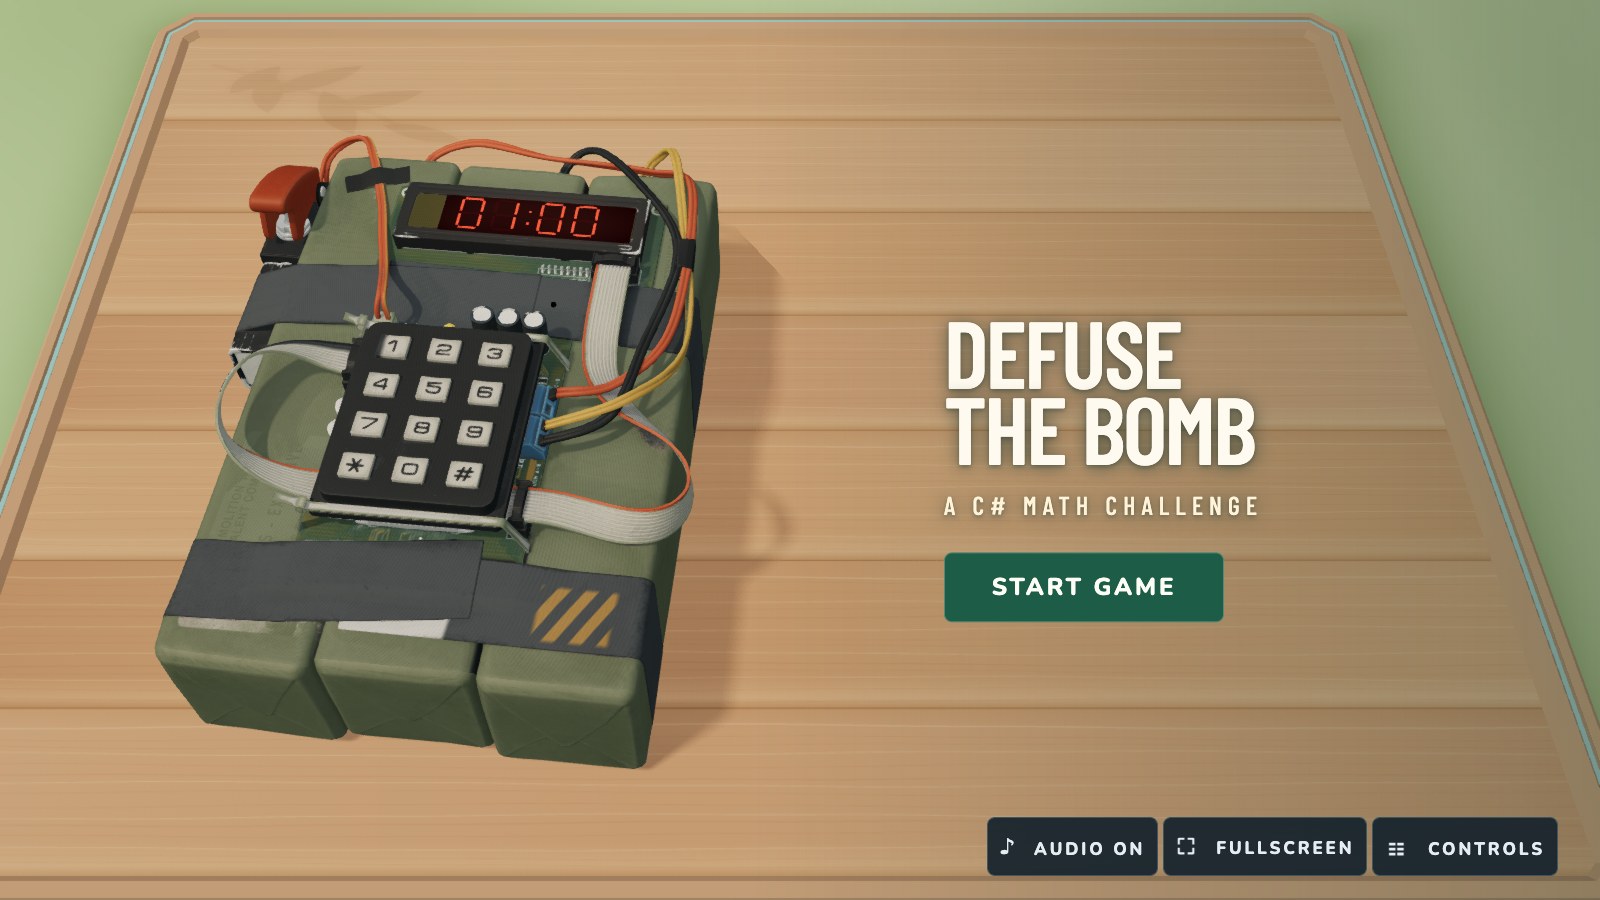 01:00
1 2 3
4 5 6
7 8 9
* 0 #
DEFUSE
THE BOMB
A C# MATH CHALLENGE
START GAME
AUDIO ON
FULLSCREEN
CONTROLS